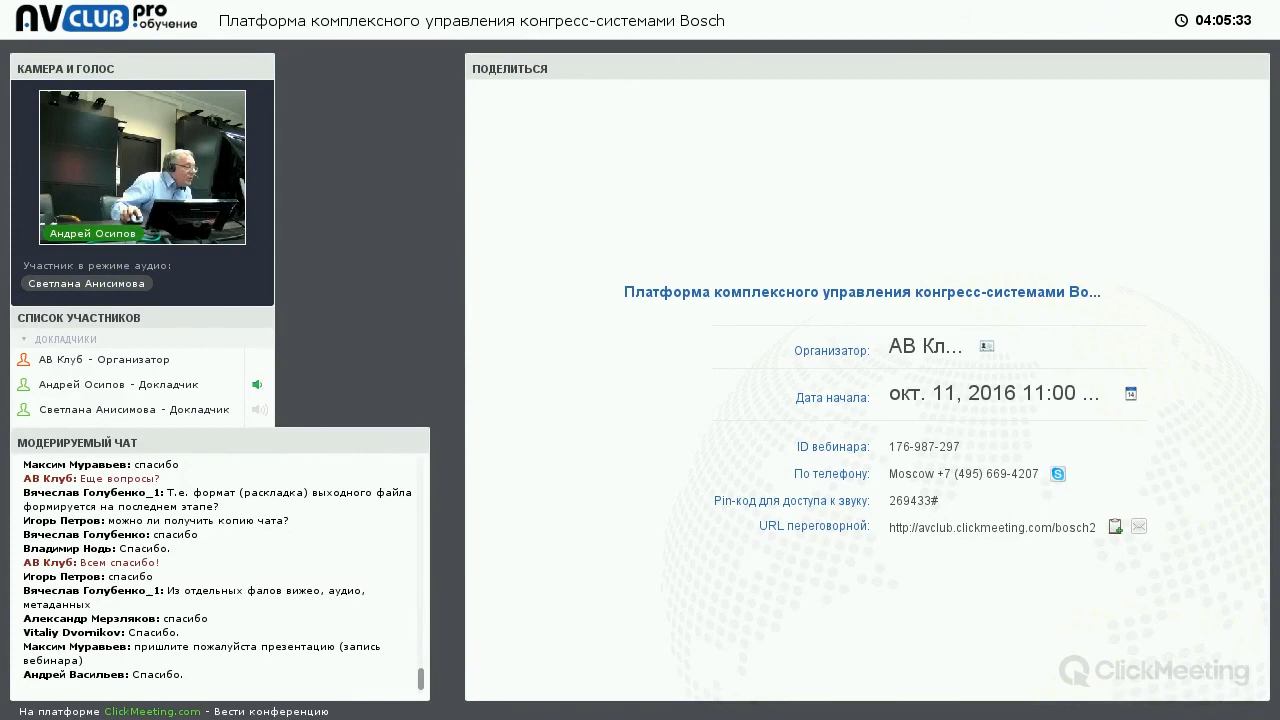 AVCLUB pro обучение
Платформа комплексного управления конгресс-системами Bosch
04:05:33
КАМЕРА И ГОЛОС
Андрей Осипов
Участник в режиме аудио:
Светлана Анисимова
СПИСОК УЧАСТНИКОВ
ДОКЛАДЧИКИ
АВ Клуб - Организатор
Андрей Осипов - Докладчик
Светлана Анисимова - Докладчик
МОДЕРИРУЕМЫЙ ЧАТ
Максим Муравьев: спасибо
АВ Клуб: Еще вопросы?
Вячеслав Голубенко_1: Т.е. формат (раскладка) выходного файла
формируется на последнем этапе?
Игорь Петров: можно ли получить копию чата?
Вячеслав Голубенко: спасибо
Владимир Нодь: Спасибо.
АВ Клуб: Всем спасибо!
Игорь Петров: спасибо
Вячеслав Голубенко_1: Из отдельных фалов вижео, аудио,
метаданных
Александр Мерзляков: спасибо
Vitaliy Dvornikov: Спасибо.
Максим Муравьев: пришлите пожалуйста презентацию (запись
вебинара)
Андрей Васильев: Спасибо.
На платформе ClickMeeting.com - Вести конференцию
ПОДЕЛИТЬСЯ
Платформа комплексного управления конгресс-системами Bo...
Организатор: АВ Кл...
Дата начала: окт. 11, 2016 11:00 ...
14
ID вебинара: 176-987-297
По телефону: Moscow +7 (495) 669-4207
Pin-код для доступа к звуку: 269433#
URL переговорной: http://avclub.clickmeeting.com/bosch2
ClickMeeting